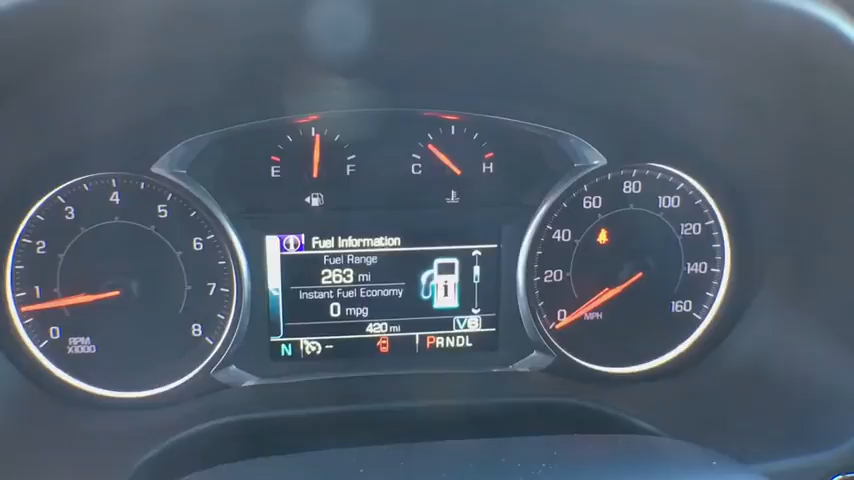 E F
C H
0 1 2 3 4 5 6 7 8
RPM
X1000
Fuel Information
Fuel Range
263 mi
Instant Fuel Economy
0 mpg
420 mi
V8
N
PRNDL
0 20 40 60 80 100 120 140 160
MPH